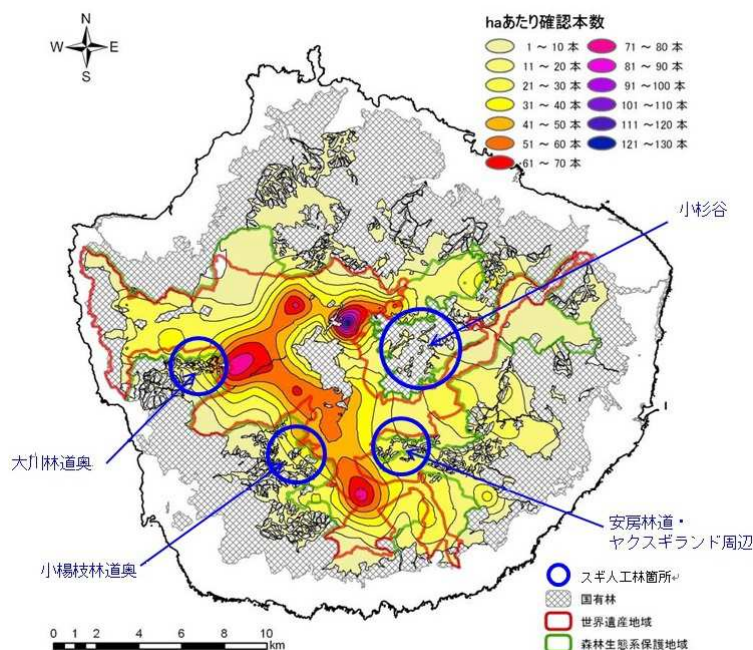 N
W E
S
haあたり確認本数
1 ～ 10 本
11 ～ 20 本
21 ～ 30 本
31 ～ 40 本
41 ～ 50 本
51 ～ 60 本
61 ～ 70 本
71 ～ 80 本
81 ～ 90 本
91 ～100 本
101 ～110 本
111 ～120 本
121 ～130 本
小杉谷
大川林道奥
小楊枝林道奥
安房林道・
ヤクスギランド周辺
スギ人工林箇所
国有林
世界遺産地域
森林生態系保護地域
0 1 2 4 6 8 10
km